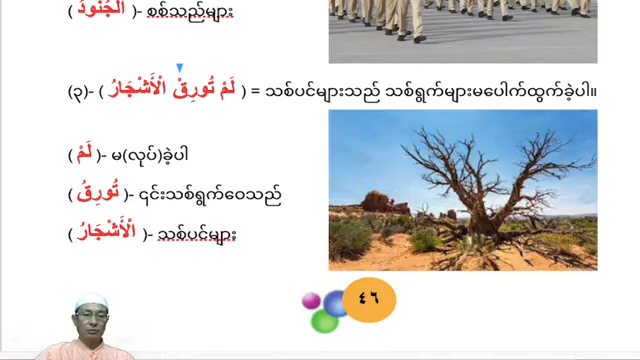 ( الْجُنُودُ )- စစ်သည်များ
(၃)- ( لَمْ تُورِقْ الْأَشْجَارُ ) = သစ်ပင်များသည် သစ်ရွက်များမပေါက်ထွက်ခဲ့ပါ။
( لَمْ )- မ(လုပ်)ခဲ့ပါ
( تُورِقُ )- ၎င်းသစ်ရွက်ဝေသည်
( الْأَشْجَارُ )- သစ်ပင်များ
٤٦